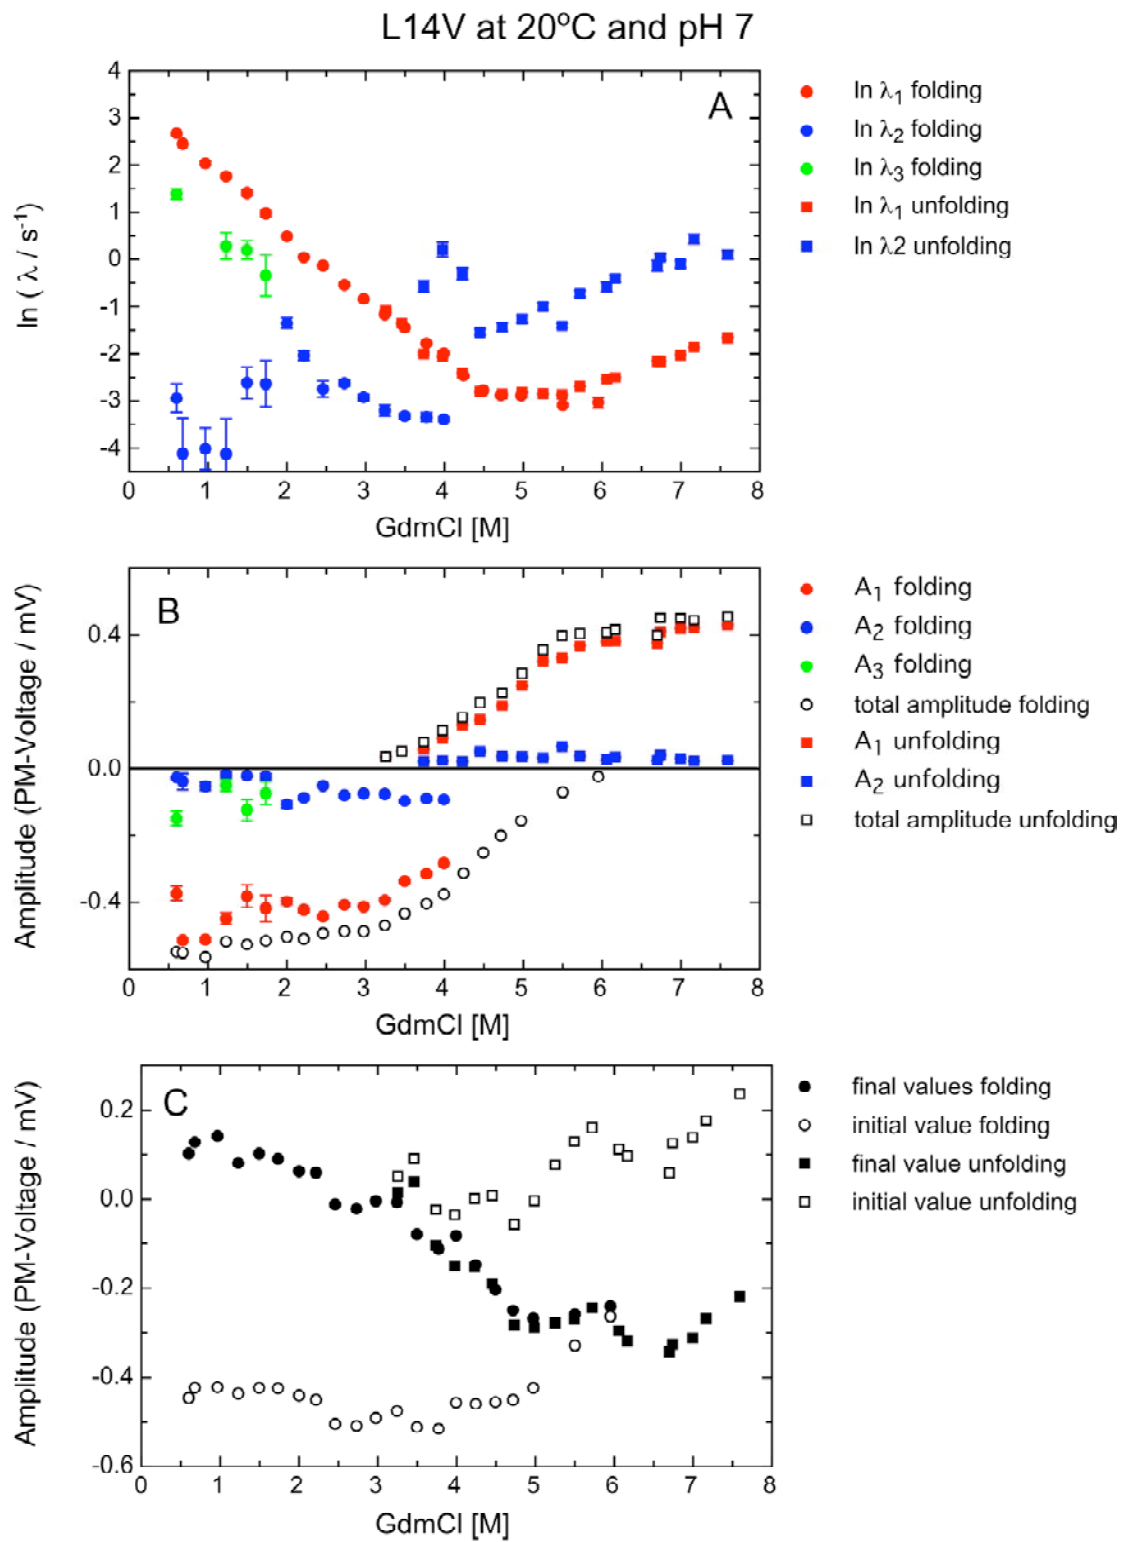 L14V at 20°C and pH 7
A
ln ( λ / s-1)
4
3
2
1
0
-1
-2
-3
-4
0 1 2 3 4 5 6 7 8
GdmCl [M]
ln λ1 folding
ln λ2 folding
ln λ3 folding
ln λ1 unfolding
ln λ2 unfolding
B
Amplitude (PM-Voltage / mV)
0.4
0.0
-0.4
0 1 2 3 4 5 6 7 8
GdmCl [M]
A1 folding
A2 folding
A3 folding
total amplitude folding
A1 unfolding
A2 unfolding
total amplitude unfolding
C
Amplitude (PM-Voltage / mV)
0.2
0.0
-0.2
-0.4
-0.6
0 1 2 3 4 5 6 7 8
GdmCl [M]
final values folding
initial value folding
final value unfolding
initial value unfolding